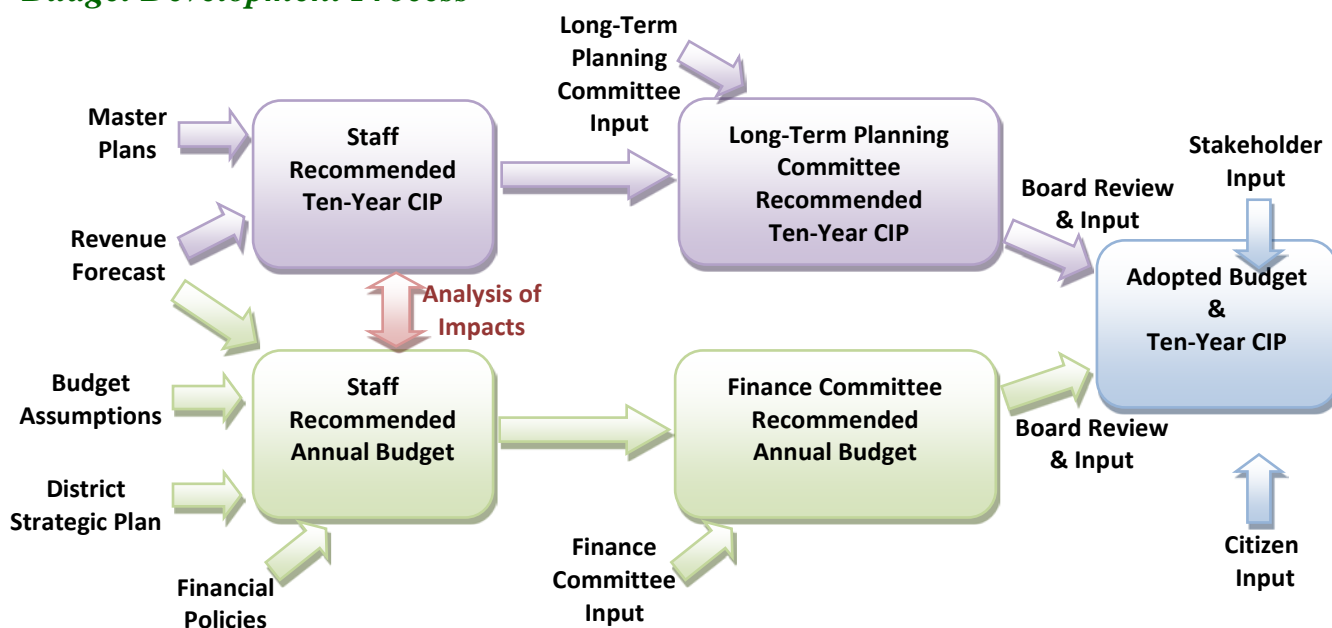 Budget Development Process
Long-Term
Planning
Committee
Input
Master
Plans
Staff
Recommended
Ten-Year CIP
Long-Term Planning
Committee
Recommended
Ten-Year CIP
Stakeholder
Input
Board Review
& Input
Revenue
Forecast
Adopted Budget
&
Ten-Year CIP
Analysis of
Impacts
Budget
Assumptions
Staff
Recommended
Annual Budget
Finance Committee
Recommended
Annual Budget
Board Review
& Input
District
Strategic Plan
Financial
Policies
Finance
Committee
Input
Citizen
Input